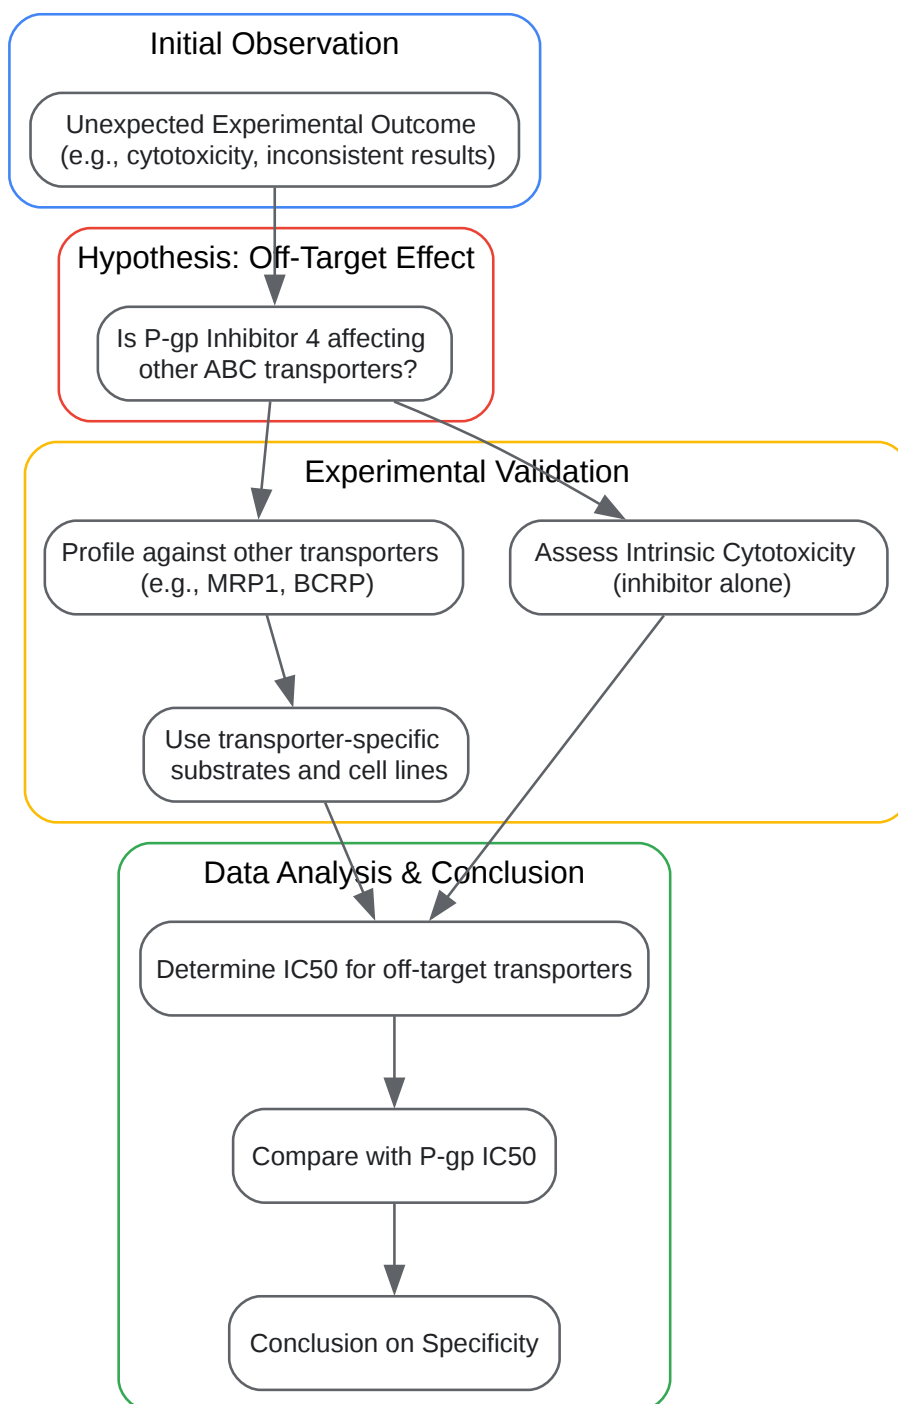 Initial Observation
Unexpected Experimental Outcome
(e.g., cytotoxicity, inconsistent results)
Hypothesis: Off-Target Effect
Is P-gp Inhibitor 4 affecting
other ABC transporters?
Experimental Validation
Profile against other transporters
(e.g., MRP1, BCRP)
Assess Intrinsic Cytotoxicity
(inhibitor alone)
Use transporter-specific
substrates and cell lines
Data Analysis & Conclusion
Determine IC50 for off-target transporters
Compare with P-gp IC50
Conclusion on Specificity